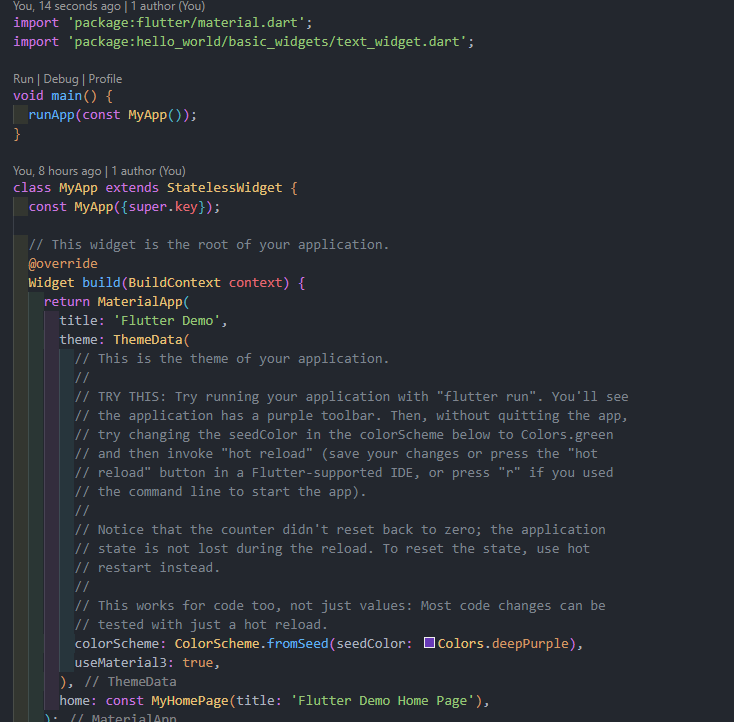 You, 14 seconds ago | 1 author (You)
import 'package:flutter/material.dart';
import 'package:hello_world/basic_widgets/text_widget.dart';
Run | Debug | Profile
void main() {
runApp(const MyApp());
}
You, 8 hours ago | 1 author (You)
class MyApp extends StatelessWidget {
const MyApp({super.key});
// This widget is the root of your application.
@override
Widget build(BuildContext context) {
return MaterialApp(
title: 'Flutter Demo',
theme: ThemeData(
// This is the theme of your application.
//
// TRY THIS: Try running your application with "flutter run". You'll see
// the application has a purple toolbar. Then, without quitting the app,
// try changing the seedColor in the colorScheme below to Colors.green
// and then invoke "hot reload" (save your changes or press the "hot
// reload" button in a Flutter-supported IDE, or press "r" if you used
// the command line to start the app).
//
// Notice that the counter didn't reset back to zero; the application
// state is not lost during the reload. To reset the state, use hot
// restart instead.
//
// This works for code too, not just values: Most code changes can be
// tested with just a hot reload.
colorScheme: ColorScheme.fromSeed(seedColor: Colors.deepPurple),
useMaterial3: true,
), // ThemeData
home: const MyHomePage(title: 'Flutter Demo Home Page'),
); // MaterialApp